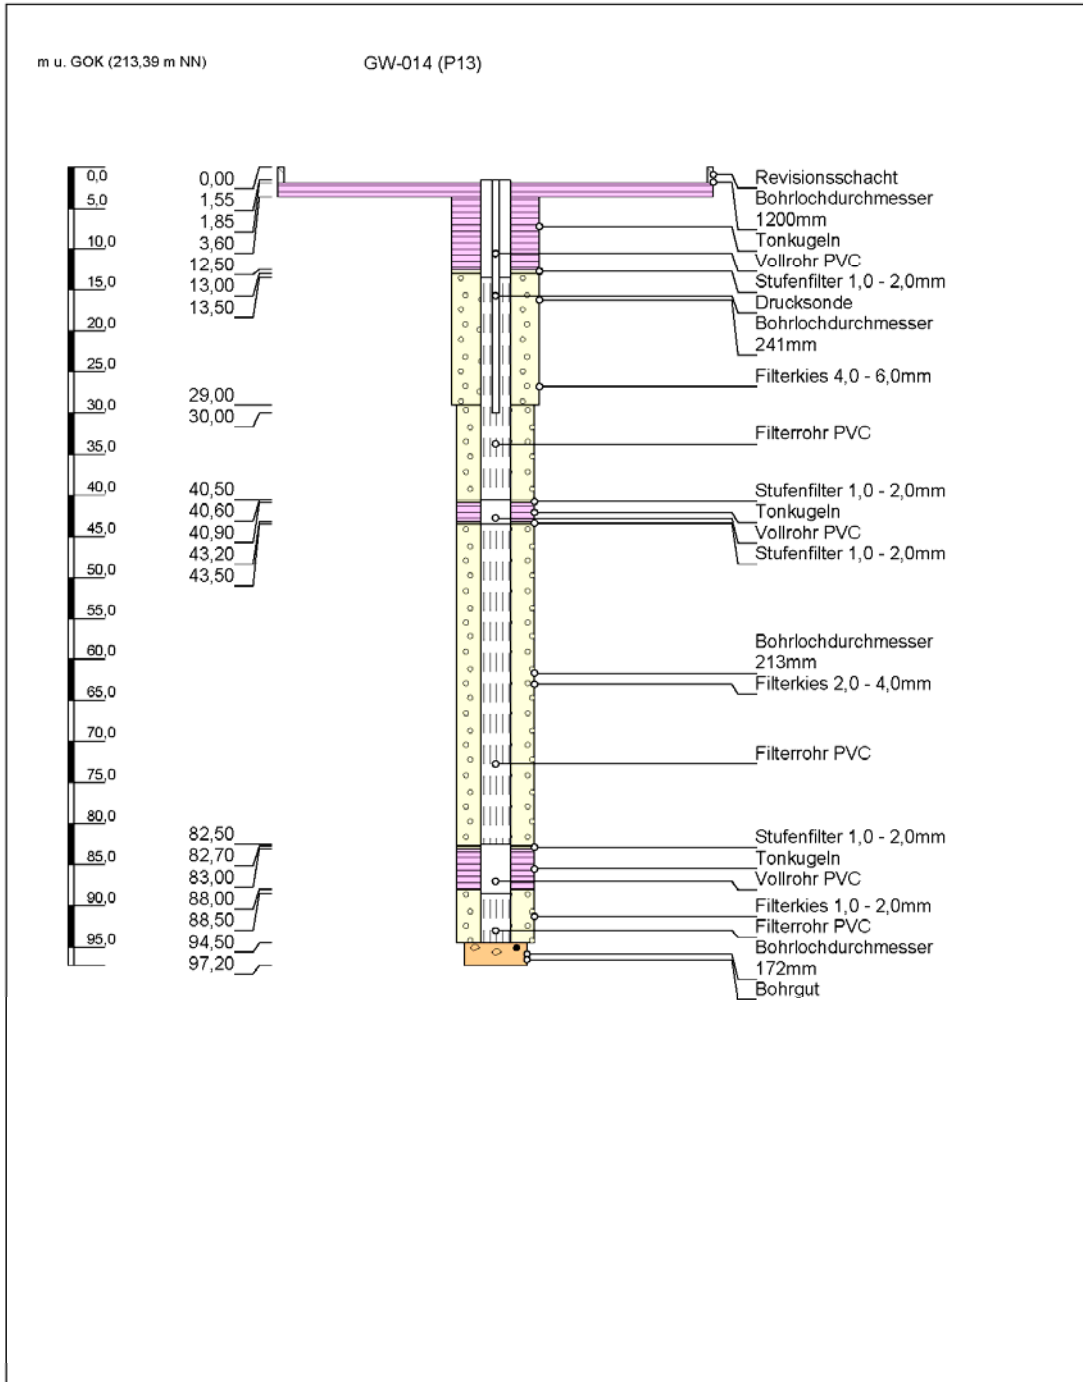 m u. GOK (213,39 m NN)
GW-014 (P13)
0,0
5,0
10,0
15,0
20,0
25,0
30,0
35,0
40,0
45,0
50,0
55,0
60,0
65,0
70,0
75,0
80,0
85,0
90,0
95,0
0,00
1,55
1,85
3,60
12,50
13,00
13,50
29,00
30,00
40,50
40,60
40,90
43,20
43,50
82,50
82,70
83,00
88,00
88,50
94,50
97,20
Revisionsschacht
Bohrlochdurchmesser
1200mm
Tonkugeln
Vollrohr PVC
Stufenfilter 1,0 - 2,0mm
Drucksonde
Bohrlochdurchmesser
241mm
Filterkies 4,0 - 6,0mm
Filterrohr PVC
Stufenfilter 1,0 - 2,0mm
Tonkugeln
Vollrohr PVC
Stufenfilter 1,0 - 2,0mm
Bohrlochdurchmesser
213mm
Filterkies 2,0 - 4,0mm
Filterrohr PVC
Stufenfilter 1,0 - 2,0mm
Tonkugeln
Vollrohr PVC
Filterkies 1,0 - 2,0mm
Filterrohr PVC
Bohrlochdurchmesser
172mm
Bohrgut